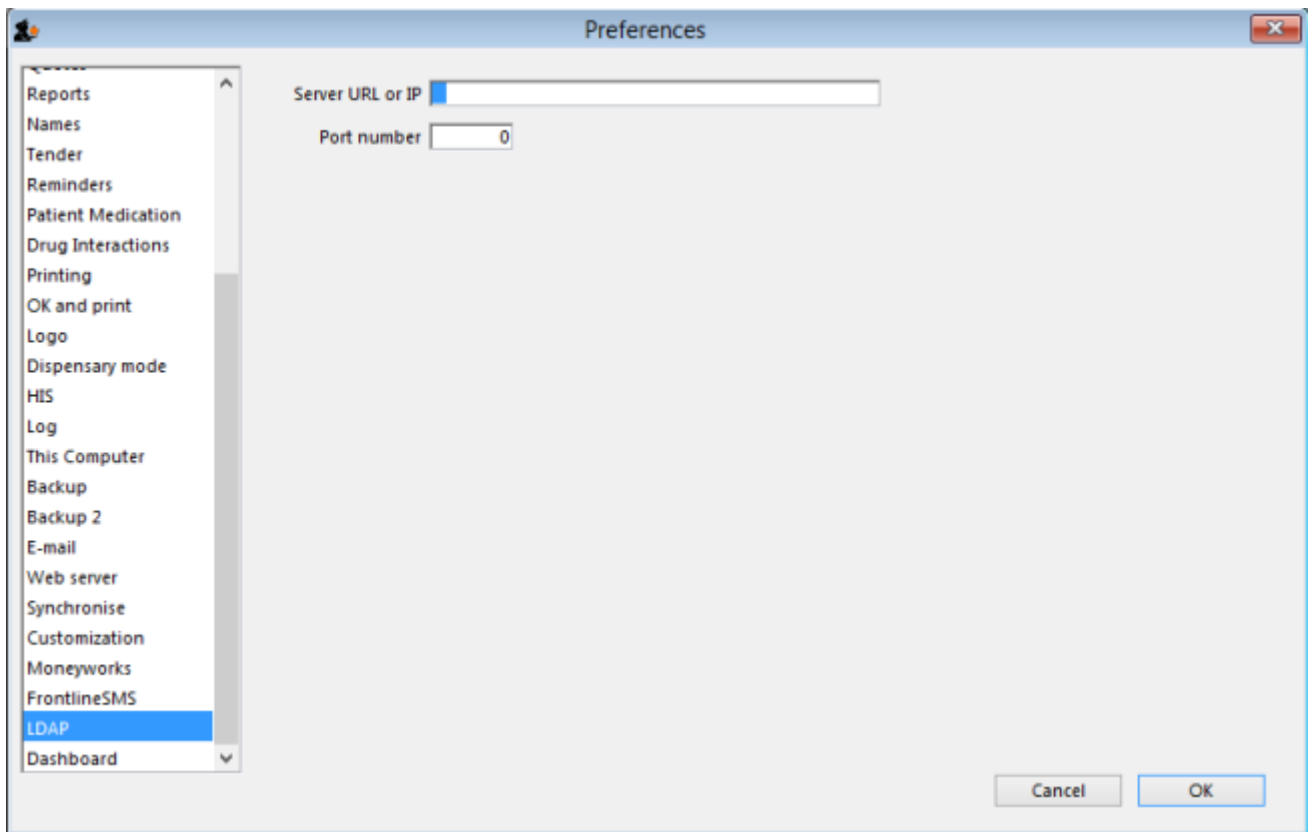 Preferences
Reports
Names
Tender
Reminders
Patient Medication
Drug Interactions
Printing
OK and print
Logo
Dispensary mode
HIS
Log
This Computer
Backup
Backup 2
E-mail
Web server
Synchronise
Customization
Moneyworks
FrontlineSMS
LDAP
Dashboard
Server URL or IP
Port number 0
Cancel OK